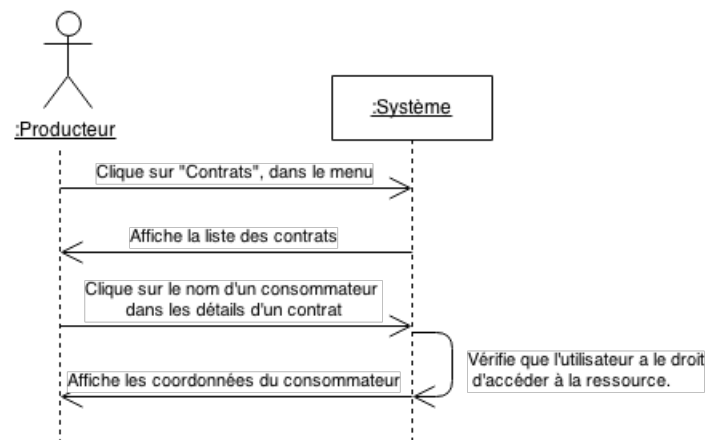 :Producteur
:Système
Clique sur "Contrats", dans le menu
Affiche la liste des contrats
Clique sur le nom d'un consommateur
dans les détails d'un contrat
Vérifie que l'utilisateur a le droit
d'accéder à la ressource.
Affiche les coordonnées du consommateur